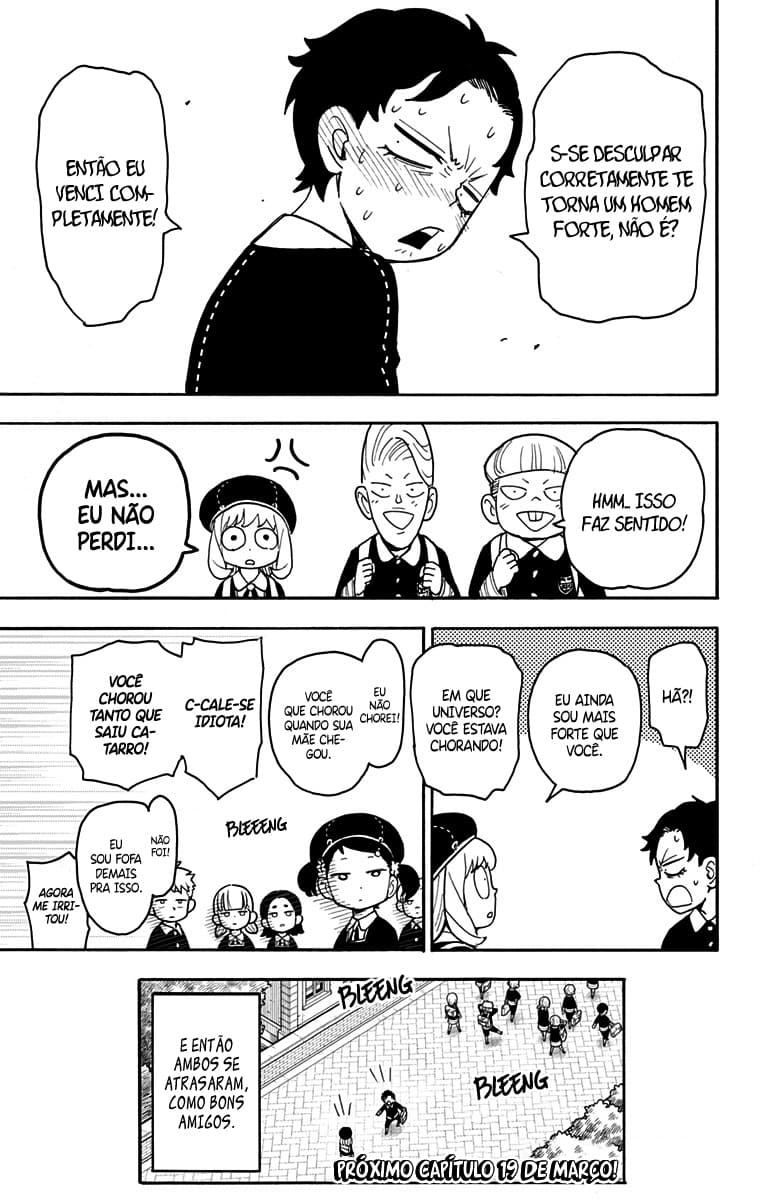 S-SE DESCULPAR
CORRETAMENTE TE
TORNA UM HOMEM
FORTE, NÃO É?
ENTÃO EU
VENCI COM-
PLETAMENTE!
HMM.. ISSO
FAZ SENTIDO!
MAS...
EU NÃO
PERDI...
HÃ?!
EU AINDA
SOU MAIS
FORTE QUE
VOCÊ.
EM QUE
UNIVERSO?
VOCÊ ESTAVA
CHORANDO!
EU
NÃO
CHOREI!
VOCÊ
QUE CHOROU
QUANDO SUA
MÃE CHE-
GOU.
C-CALE-SE
IDIOTA!
VOCÊ
CHOROU
TANTO QUE
SAIU CA-
TARRO!
BLEEENG
NÃO
FOI!
EU
SOU FOFA
DEMAIS
PRA ISSO.
AGORA
ME IRRI-
TOU!
BLEENG
E ENTÃO
AMBOS SE
ATRASARAM,
COMO BONS
AMIGOS.
BLEENG
PRÓXIMO CAPÍTULO 19 DE MARÇO!